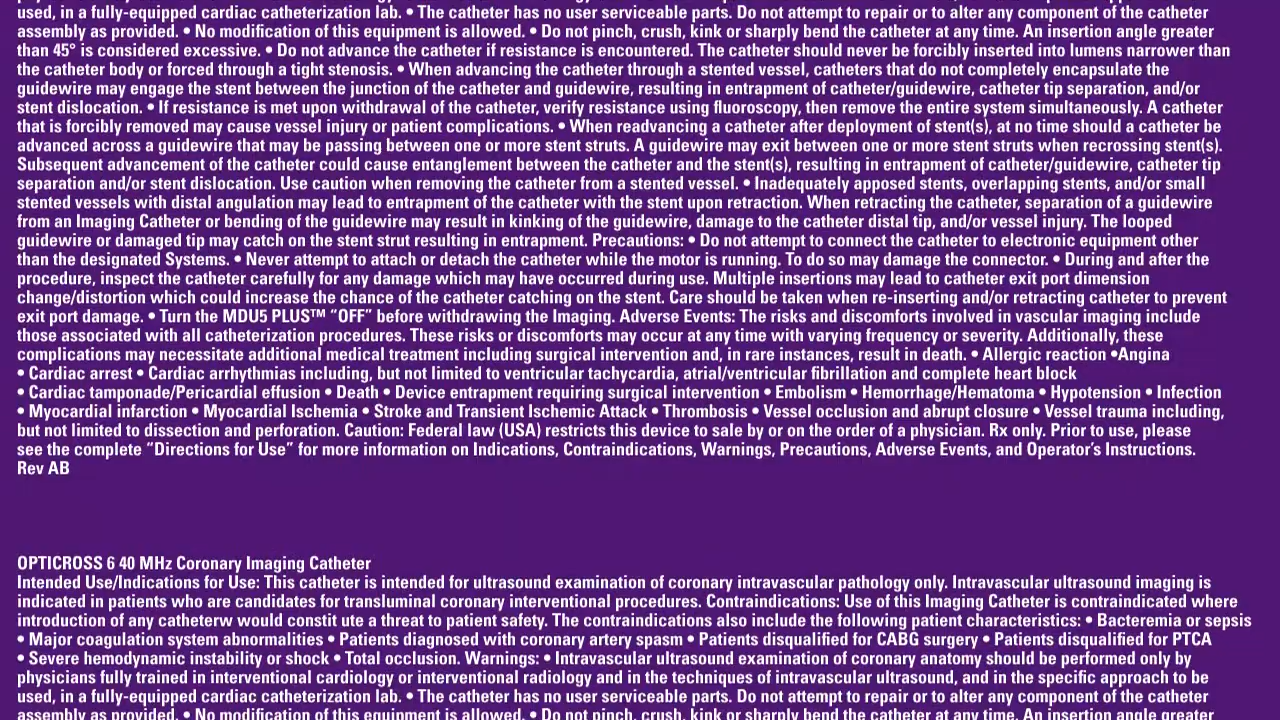 used, in a fully-equipped cardiac catheterization lab. • The catheter has no user serviceable parts. Do not attempt to repair or to alter any component of the catheter
assembly as provided. • No modification of this equipment is allowed. • Do not pinch, crush, kink or sharply bend the catheter at any time. An insertion angle greater
than 45° is considered excessive. • Do not advance the catheter if resistance is encountered. The catheter should never be forcibly inserted into lumens narrower than
the catheter body or forced through a tight stenosis. • When advancing the catheter through a stented vessel, catheters that do not completely encapsulate the
guidewire may engage the stent between the junction of the catheter and guidewire, resulting in entrapment of catheter/guidewire, catheter tip separation, and/or
stent dislocation. • If resistance is met upon withdrawal of the catheter, verify resistance using fluoroscopy, then remove the entire system simultaneously. A catheter
that is forcibly removed may cause vessel injury or patient complications. • When readvancing a catheter after deployment of stent(s), at no time should a catheter be
advanced across a guidewire that may be passing between one or more stent struts. A guidewire may exit between one or more stent struts when recrossing stent(s).
Subsequent advancement of the catheter could cause entanglement between the catheter and the stent(s), resulting in entrapment of catheter/guidewire, catheter tip
separation and/or stent dislocation. Use caution when removing the catheter from a stented vessel. • Inadequately apposed stents, overlapping stents, and/or small
stented vessels with distal angulation may lead to entrapment of the catheter with the stent upon retraction. When retracting the catheter, separation of a guidewire
from an Imaging Catheter or bending of the guidewire may result in kinking of the guidewire, damage to the catheter distal tip, and/or vessel injury. The looped
guidewire or damaged tip may catch on the stent strut resulting in entrapment. Precautions: • Do not attempt to connect the catheter to electronic equipment other
than the designated Systems. • Never attempt to attach or detach the catheter while the motor is running. To do so may damage the connector. • During and after the
procedure, inspect the catheter carefully for any damage which may have occurred during use. Multiple insertions may lead to catheter exit port dimension
change/distortion which could increase the chance of the catheter catching on the stent. Care should be taken when re-inserting and/or retracting catheter to prevent
exit port damage. • Turn the MDU5 PLUS™ “OFF” before withdrawing the Imaging. Adverse Events: The risks and discomforts involved in vascular imaging include
those associated with all catheterization procedures. These risks or discomforts may occur at any time with varying frequency or severity. Additionally, these
complications may necessitate additional medical treatment including surgical intervention and, in rare instances, result in death. • Allergic reaction •Angina
• Cardiac arrest • Cardiac arrhythmias including, but not limited to ventricular tachycardia, atrial/ventricular fibrillation and complete heart block
• Cardiac tamponade/Pericardial effusion • Death • Device entrapment requiring surgical intervention • Embolism • Hemorrhage/Hematoma • Hypotension • Infection
• Myocardial infarction • Myocardial Ischemia • Stroke and Transient Ischemic Attack • Thrombosis • Vessel occlusion and abrupt closure • Vessel trauma including,
but not limited to dissection and perforation. Caution: Federal law (USA) restricts this device to sale by or on the order of a physician. Rx only. Prior to use, please
see the complete “Directions for Use” for more information on Indications, Contraindications, Warnings, Precautions, Adverse Events, and Operator’s Instructions.
Rev AB
OPTICROSS 6 40 MHz Coronary Imaging Catheter
Intended Use/Indications for Use: This catheter is intended for ultrasound examination of coronary intravascular pathology only. Intravascular ultrasound imaging is
indicated in patients who are candidates for transluminal coronary interventional procedures. Contraindications: Use of this Imaging Catheter is contraindicated where
introduction of any catheterw would constit ute a threat to patient safety. The contraindications also include the following patient characteristics: • Bacteremia or sepsis
• Major coagulation system abnormalities • Patients diagnosed with coronary artery spasm • Patients disqualified for CABG surgery • Patients disqualified for PTCA
• Severe hemodynamic instability or shock • Total occlusion. Warnings: • Intravascular ultrasound examination of coronary anatomy should be performed only by
physicians fully trained in interventional cardiology or interventional radiology and in the techniques of intravascular ultrasound, and in the specific approach to be
used, in a fully-equipped cardiac catheterization lab. • The catheter has no user serviceable parts. Do not attempt to repair or to alter any component of the catheter
assembly as provided. • No modification of this equipment is allowed. • Do not pinch, crush, kink or sharply bend the catheter at any time. An insertion angle greater